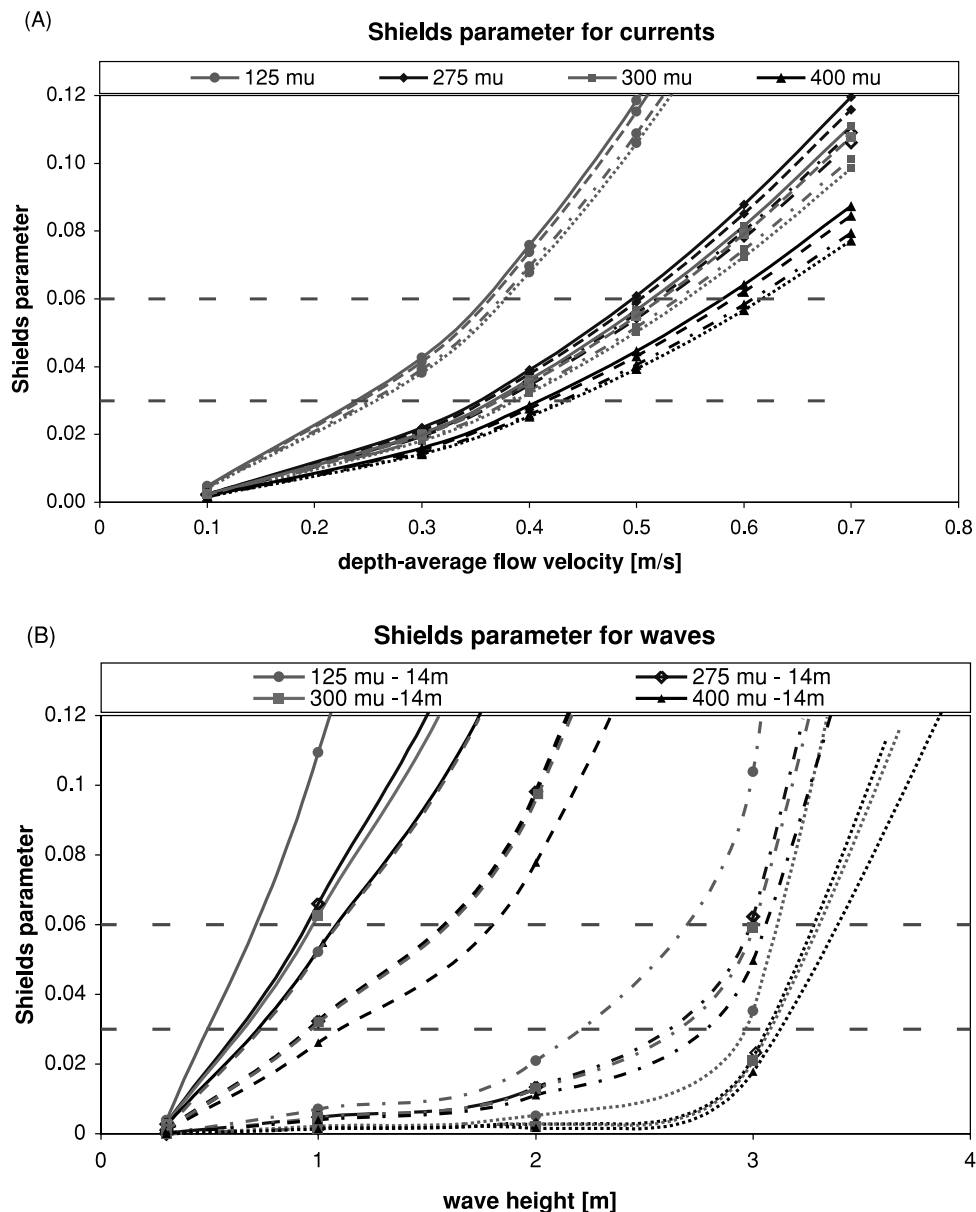 (A)
Shields parameter for currents
125 mu 275 mu 300 mu 400 mu
0.12
0.10
0.08
0.06
0.04
0.02
0.00
Shields parameter
0 0.1 0.2 0.3 0.4 0.5 0.6 0.7 0.8
depth-average flow velocity [m/s]
(B)
Shields parameter for waves
125 mu - 14m 275 mu - 14m
300 mu -14m 400 mu -14m
0.12
0.1
0.08
0.06
0.04
0.02
0
Shields parameter
0 1 2 3 4
wave height [m]